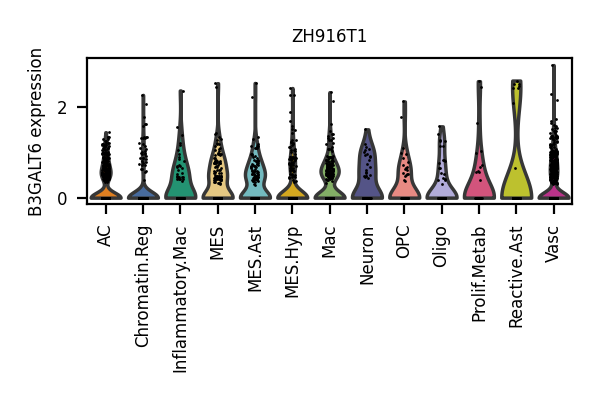 ZH916T1
B3GALT6 expression
2
0
AC
Chromatin.Reg
Inflammatory.Mac
MES
MES.Ast
MES.Hyp
Mac
Neuron
OPC
Oligo
Prolif.Metab
Reactive.Ast
Vasc